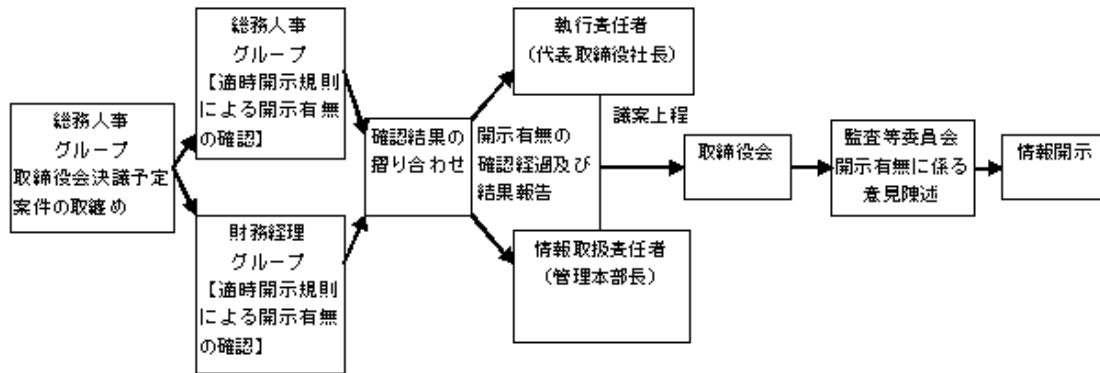 総務人事
グループ
取締役会決議予定
案件の取纏め
総務人事
グループ
【適時開示規則
による開示有無
の確認】
財務経理
グループ
【適時開示規則
による開示有無
の確認】
確認結果の
摺り合わせ
開示有無の
確認経過及び
結果報告
執行責任者
（代表取締役社長）
情報取扱責任者
（管理本部長）
議案上程
取締役会
監査等委員会
開示有無に係る
意見陳述
情報開示